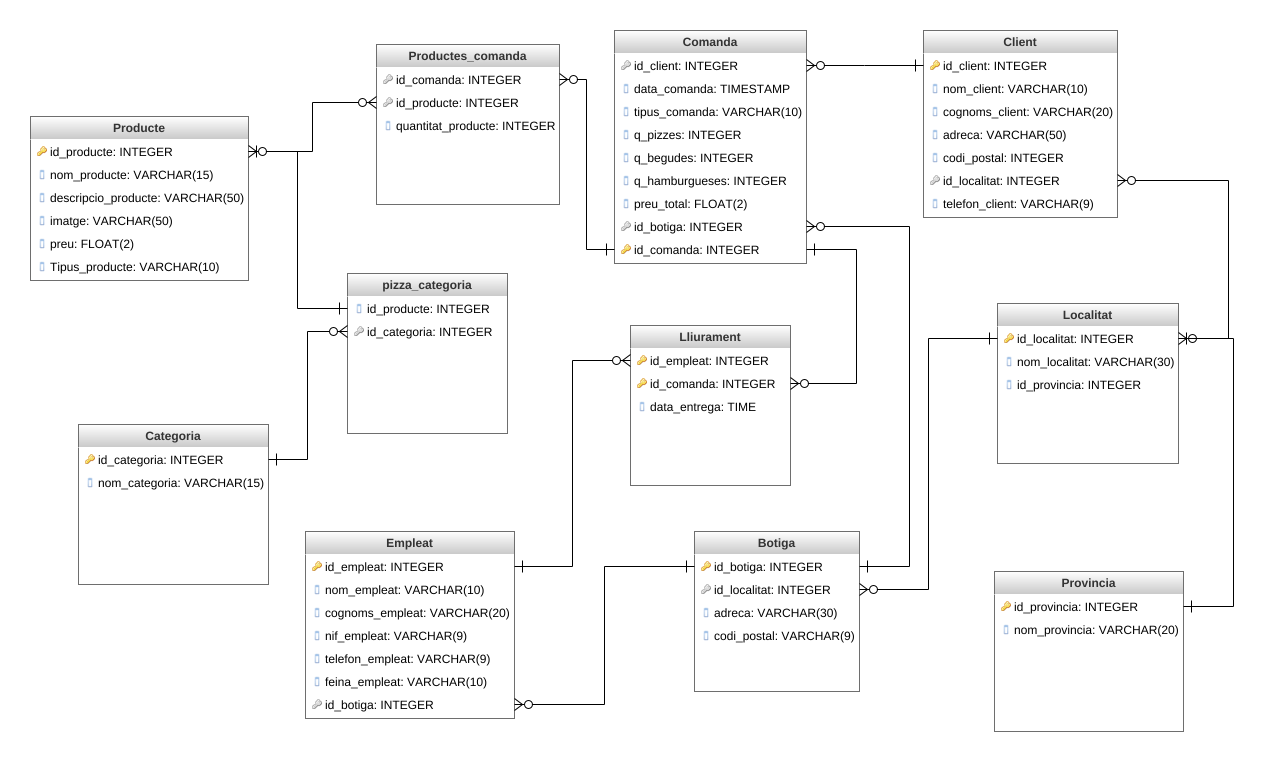 Productes_comanda
id_comanda: INTEGER
id_producte: INTEGER
quantitat_producte: INTEGER
Comanda
id_client: INTEGER
data_comanda: TIMESTAMP
tipus_comanda: VARCHAR(10)
q_pizzes: INTEGER
q_begudes: INTEGER
q_hamburgueses: INTEGER
preu_total: FLOAT(2)
id_botiga: INTEGER
id_comanda: INTEGER
Client
id_client: INTEGER
nom_client: VARCHAR(10)
cognoms_client: VARCHAR(20)
adreca: VARCHAR(50)
codi_postal: INTEGER
id_localitat: INTEGER
telefon_client: VARCHAR(9)
Producte
id_producte: INTEGER
nom_producte: VARCHAR(15)
descripcio_producte: VARCHAR(50)
imatge: VARCHAR(50)
preu: FLOAT(2)
Tipus_producte: VARCHAR(10)
pizza_categoria
id_producte: INTEGER
id_categoria: INTEGER
Lliurament
id_empleat: INTEGER
id_comanda: INTEGER
data_entrega: TIME
Localitat
id_localitat: INTEGER
nom_localitat: VARCHAR(30)
id_provincia: INTEGER
Categoria
id_categoria: INTEGER
nom_categoria: VARCHAR(15)
Empleat
id_empleat: INTEGER
nom_empleat: VARCHAR(10)
cognoms_empleat: VARCHAR(20)
nif_empleat: VARCHAR(9)
telefon_empleat: VARCHAR(9)
feina_empleat: VARCHAR(10)
id_botiga: INTEGER
Botiga
id_botiga: INTEGER
id_localitat: INTEGER
adreca: VARCHAR(30)
codi_postal: VARCHAR(9)
Provincia
id_provincia: INTEGER
nom_provincia: VARCHAR(20)